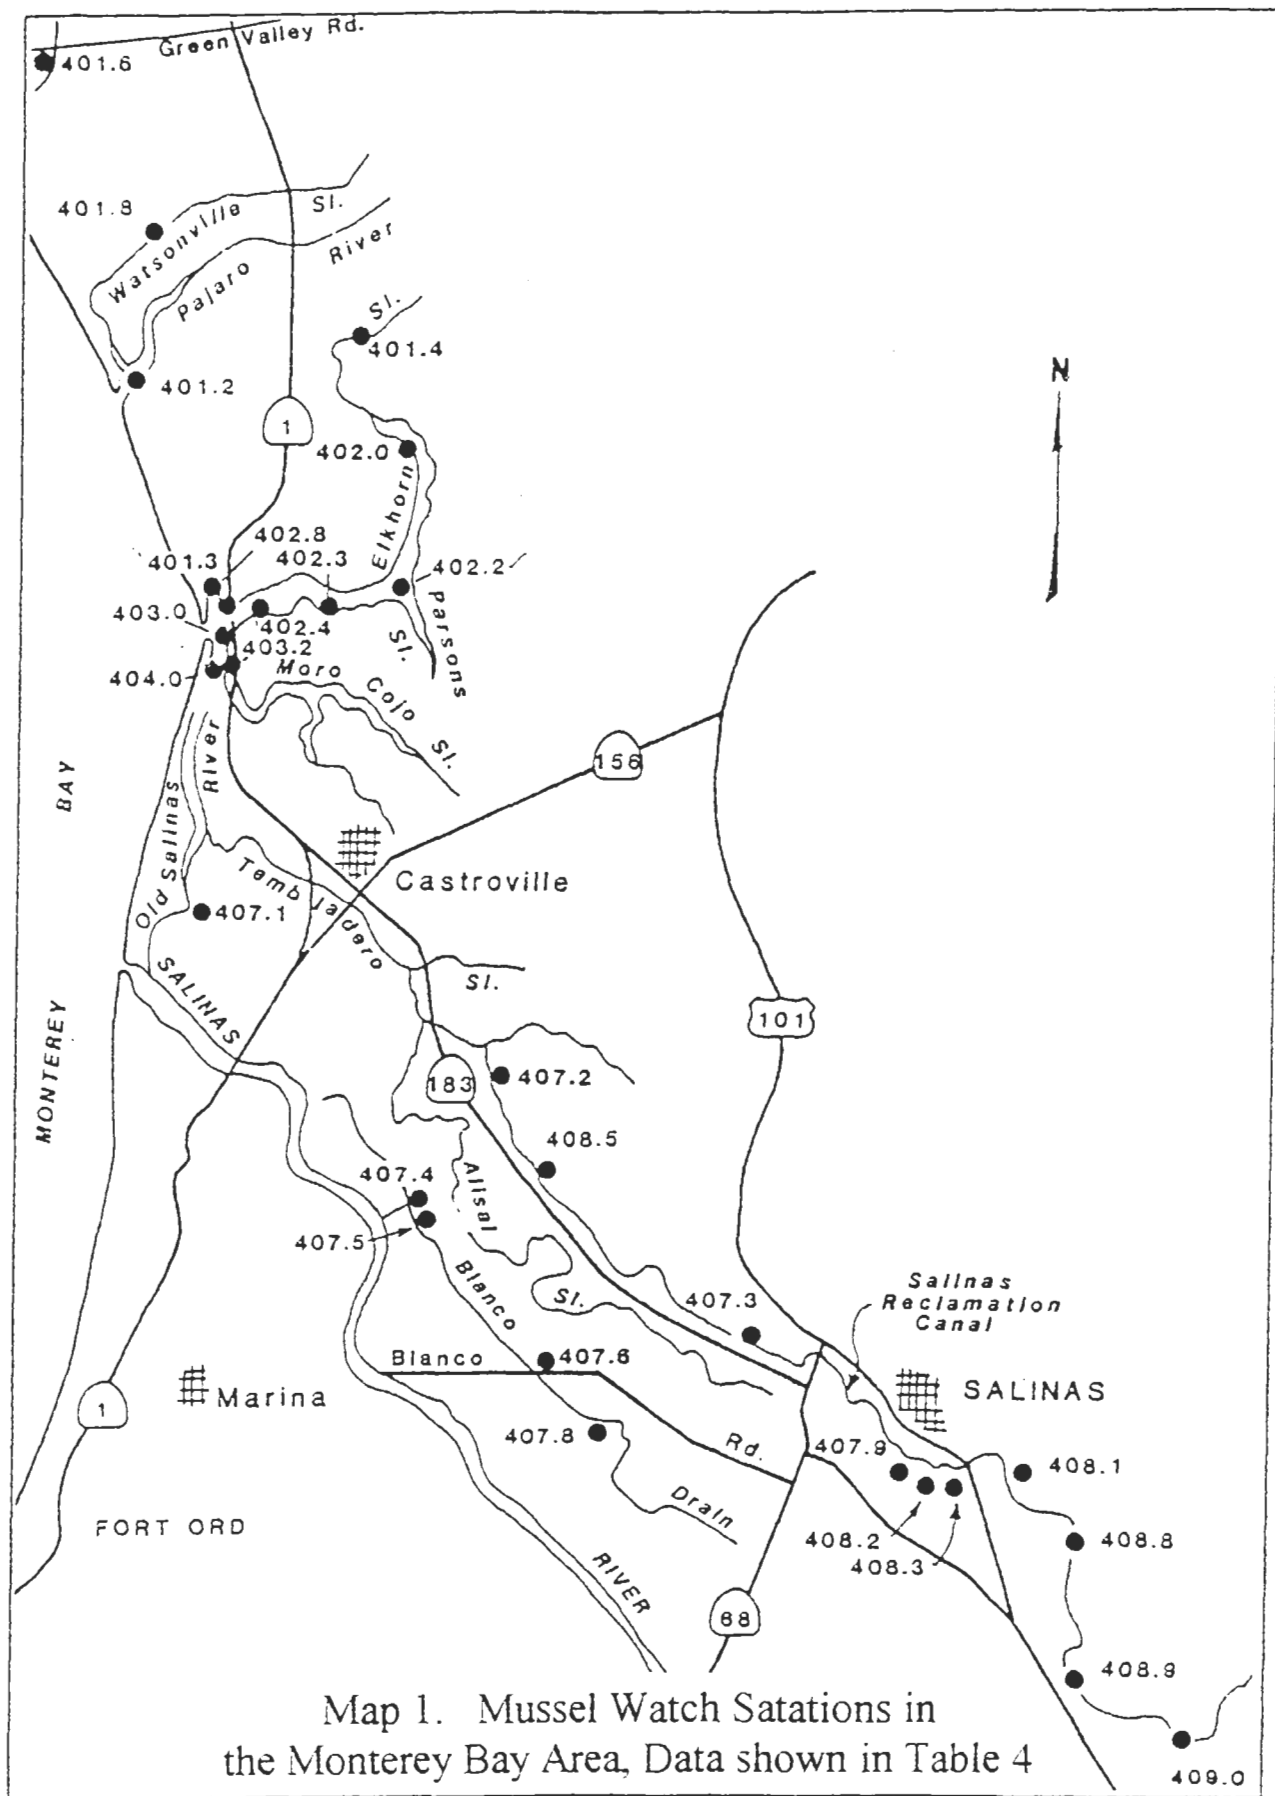 Green Valley Rd.
401.6
401.8
Watsonville Sl.
Pajaro River
401.2
Sl.
401.4
N
1
402.0
Elkhorn
402.8
401.3
402.3
402.2
403.0
402.4
Sl.
Parsons
403.2
404.0
Moro Cojo Sl.
River
156
BAY
Old Salinas
Castroville
Tembladero
407.1
Sl.
SALINAS
101
MONTEREY
183
407.2
408.5
407.4
Alisal
407.5
Blanco
Sl.
407.3
Salinas
Reclamation
Canal
Blanco
407.6
SALINAS
Marina
1
407.8
Rd.
407.9
408.1
Drain
FORT ORD
408.2
408.3
408.8
RIVER
68
408.9
Map 1. Mussel Watch Satations in
the Monterey Bay Area, Data shown in Table 4
409.0